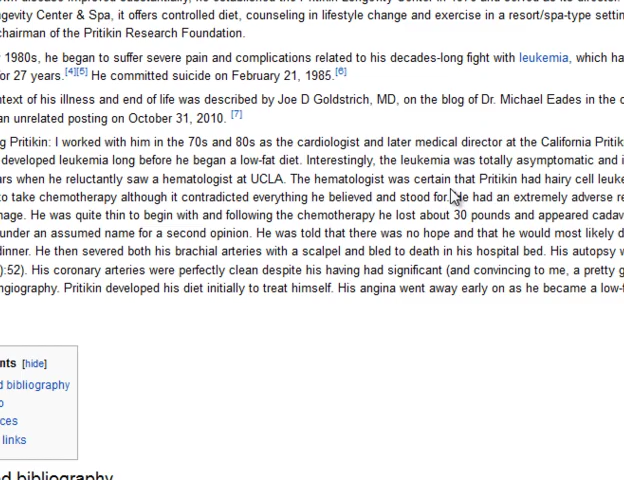 gevity Center & Spa, it offers controlled diet, counseling in lifestyle change and exercise in a resort/spa-type settin
chairman of the Pritikin Research Foundation.
1980s, he began to suffer severe pain and complications related to his decades-long fight with leukemia, which ha
or 27 years.[4][5] He committed suicide on February 21, 1985.[6]
ntext of his illness and end of life was described by Joe D Goldstrich, MD, on the blog of Dr. Michael Eades in the c
an unrelated posting on October 31, 2010. [7]
g Pritikin: I worked with him in the 70s and 80s as the cardiologist and later medical director at the California Pritik
developed leukemia long before he began a low-fat diet. Interestingly, the leukemia was totally asymptomatic and i
ars when he reluctantly saw a hematologist at UCLA. The hematologist was certain that Pritikin had hairy cell leuke
to take chemotherapy although it contradicted everything he believed and stood for. He had an extremely adverse re
nage. He was quite thin to begin with and following the chemotherapy he lost about 30 pounds and appeared cadav
under an assumed name for a second opinion. He was told that there was no hope and that he would most likely d
dinner. He then severed both his brachial arteries with a scalpel and bled to death in his hospital bed. His autopsy w
):52). His coronary arteries were perfectly clean despite his having had significant (and convincing to me, a pretty g
ngiography. Pritikin developed his diet initially to treat himself. His angina went away early on as he became a low-f
nts [hide]
d bibliography
o
ces
links
ed bibliography